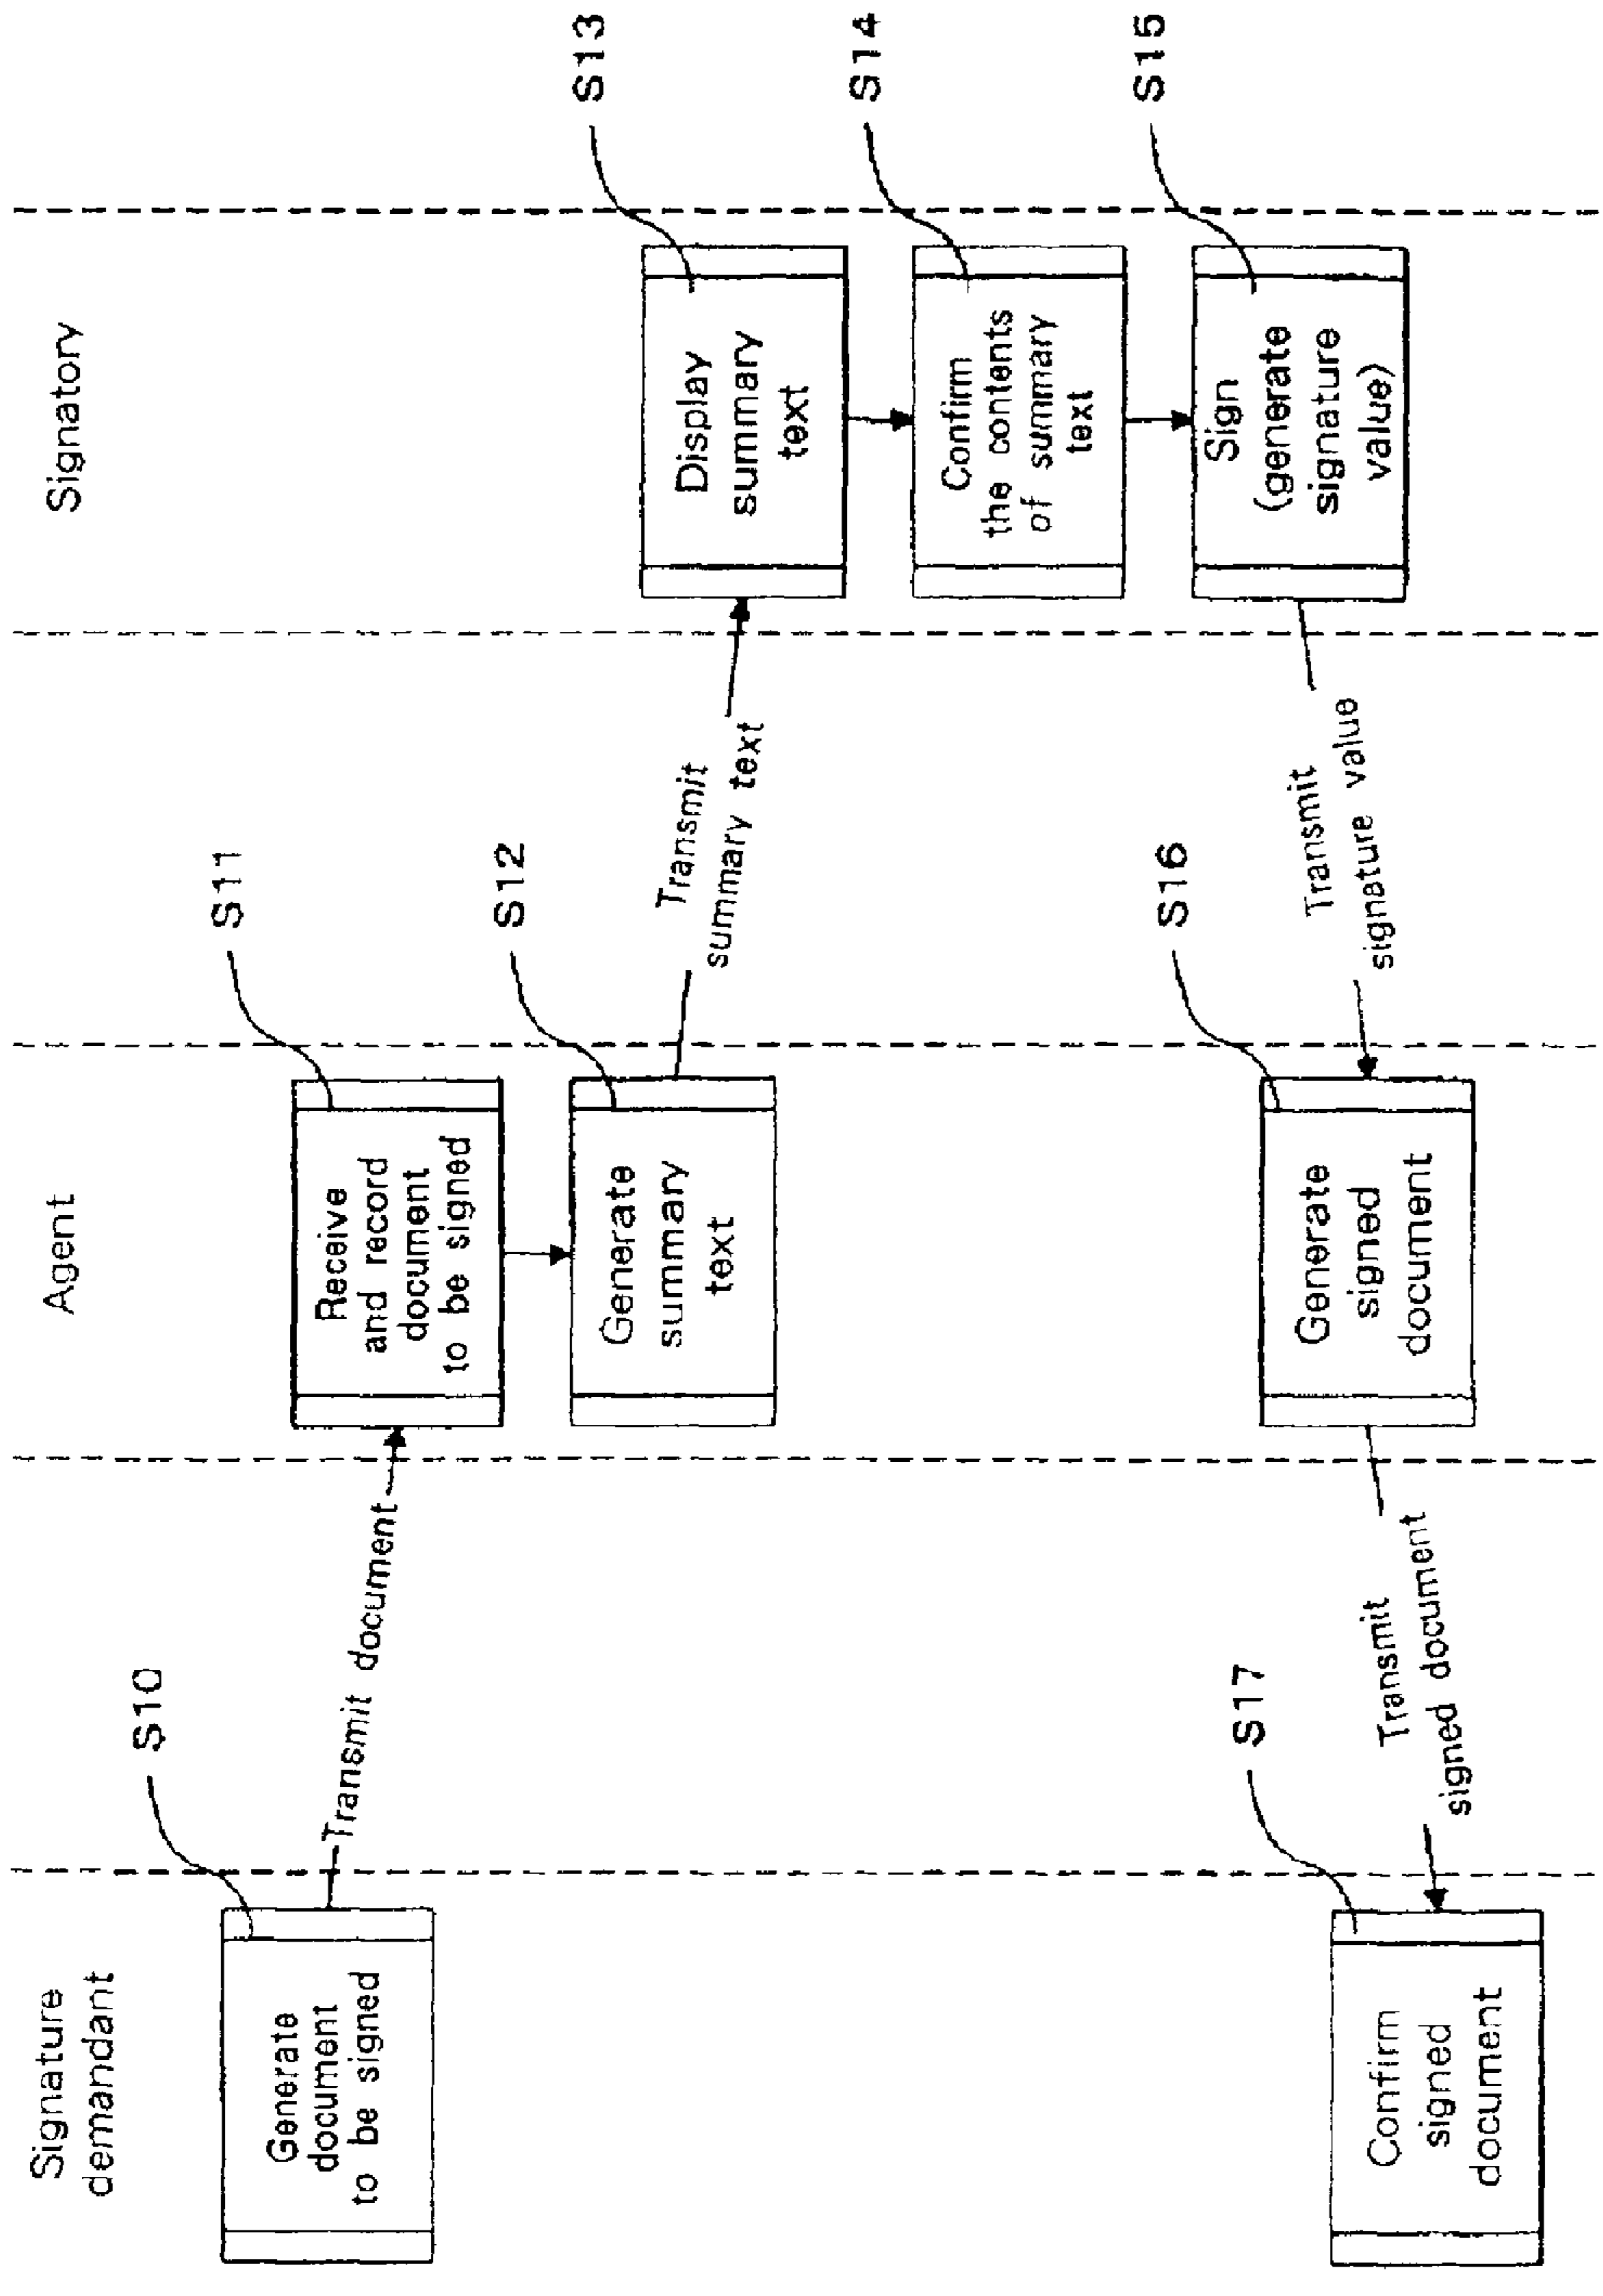 Signature
demandant
Agent
Signatory
S10
Generate
document
to be signed
Transmit document
S11
Receive
and record
document
to be signed
S12
Generate
summary
text
Transmit
summary text
S13
Display
summary
text
S14
Confirm
the contents
of summary
text
S15
Sign
(generate
signature
value)
Transmit
signature value
S16
Generate
signed
document
Transmit
signed document
S17
Confirm
signed
document